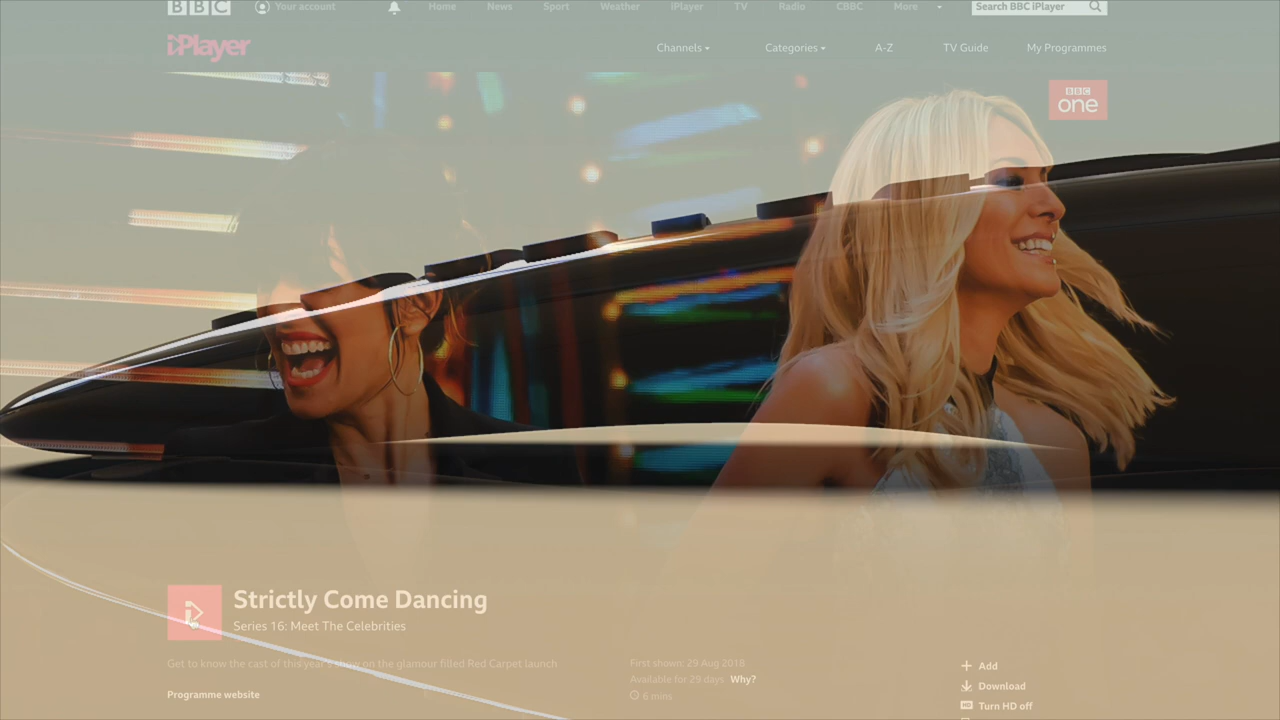 BBC Your account Home News Sport Weather iPlayer TV Radio CBBC More Search BBC iPlayer
iPlayer Channels Categories A-Z TV Guide My Programmes
BBC
one
Strictly Come Dancing
Series 16: Meet The Celebrities
Get to know the cast of this year's show on the glamour filled Red Carpet launch
Programme website
First shown: 29 Aug 2018
Available for 29 days Why?
6 mins
Add
Download
HD Turn HD off